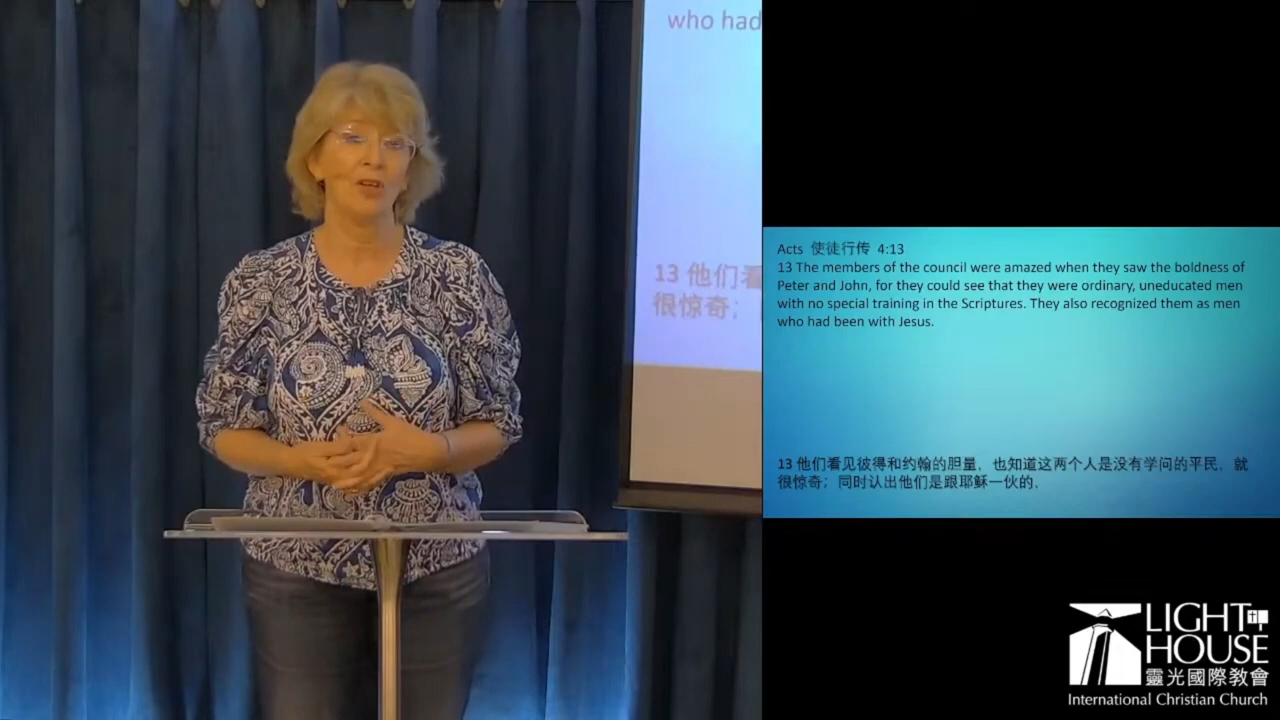 who had
13 他们看
很惊奇；
Acts 使徒行传 4:13
13 The members of the council were amazed when they saw the boldness of
Peter and John, for they could see that they were ordinary, uneducated men
with no special training in the Scriptures. They also recognized them as men
who had been with Jesus.
13 他们看见彼得和约翰的胆量，也知道这两个人是没有学问的平民，就
很惊奇；同时认出他们是跟耶稣一伙的，
LIGHT
HOUSE
靈光國際教會
International Christian Church